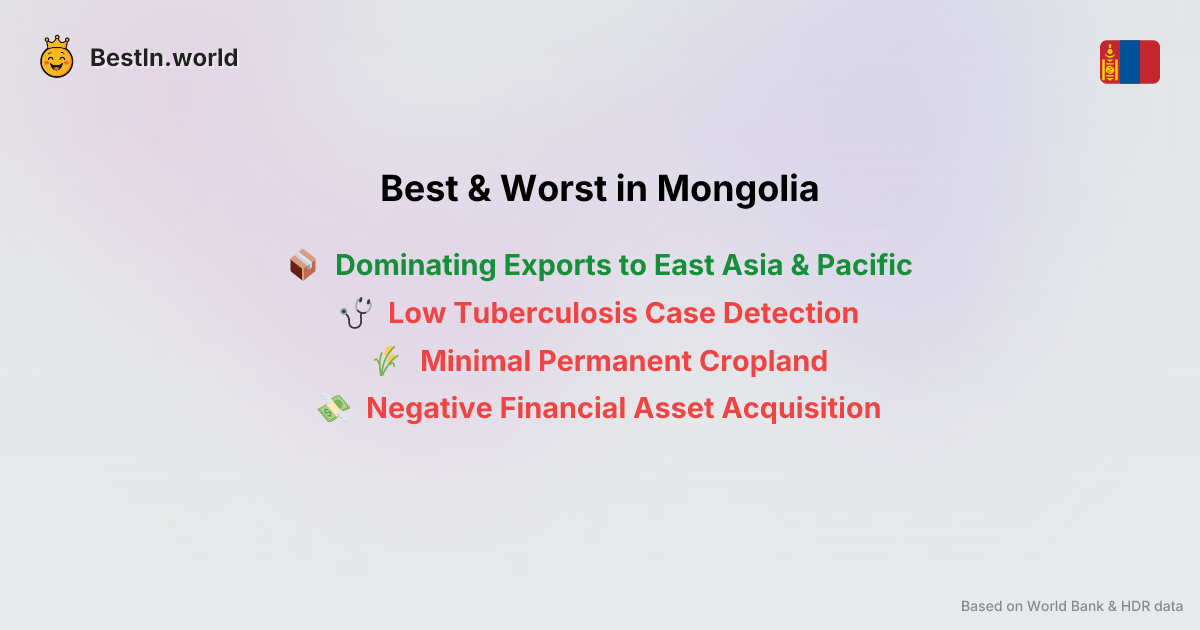 BestIn.world
Best & Worst in Mongolia
Dominating Exports to East Asia & Pacific
Low Tuberculosis Case Detection
Minimal Permanent Cropland
Negative Financial Asset Acquisition
Based on World Bank & HDR data